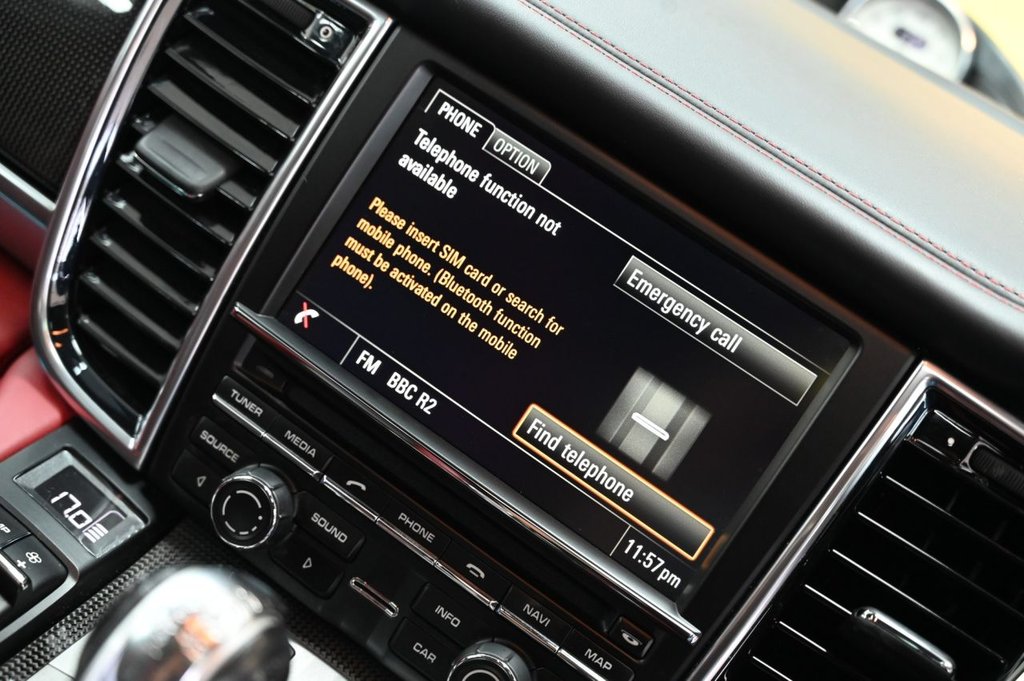 PHONE OPTION
Telephone function not
available
Please insert SIM card or search for
mobile phone. (Bluetooth function
must be activated on the mobile
phone).
Emergency call
Find telephone
FM BBC R2
11:57pm
TUNER
MEDIA
PHONE
NAVI
MAP
SOURCE
SOUND
INFO
CAR
17.0